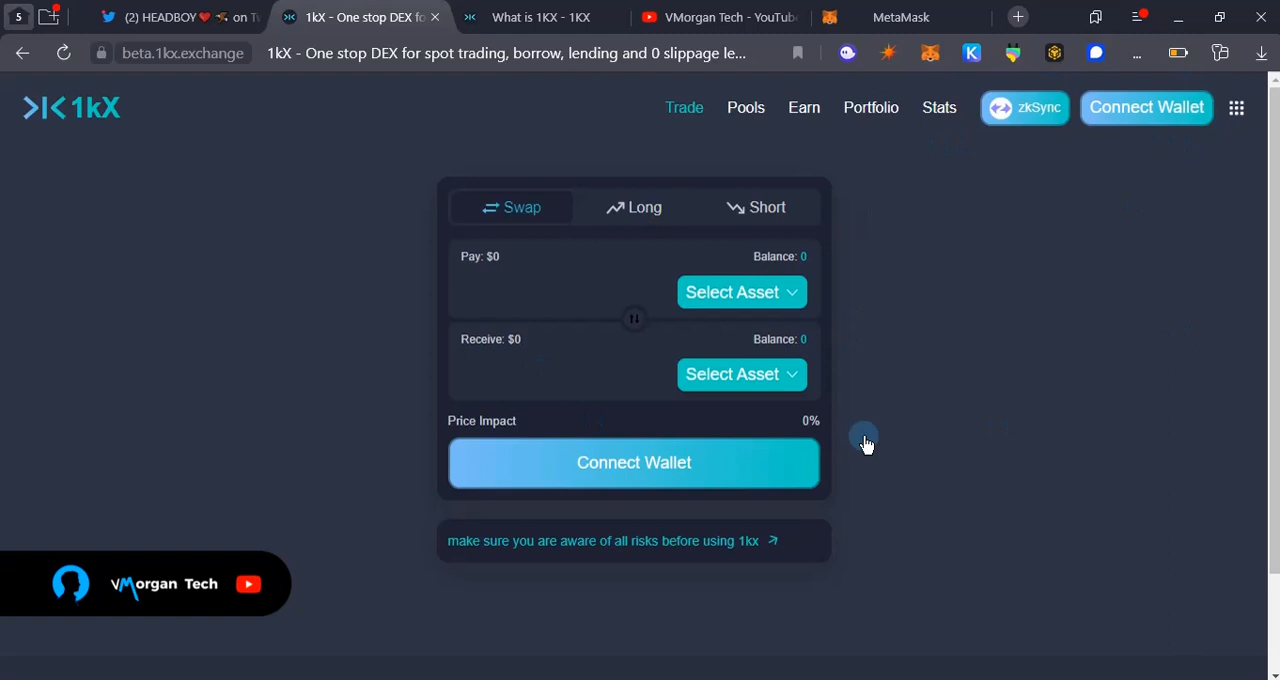 5
(2) HEADBOY❤️ on Tw
1kX - One stop DEX fo
What is 1KX - 1KX
VMorgan Tech - YouTub
MetaMask
beta.1kx.exchange
1kX - One stop DEX for spot trading, borrow, lending and 0 slippage le...
1kX
Trade
Pools
Earn
Portfolio
Stats
zkSync
Connect Wallet
Swap
Long
Short
Pay: $0
Balance: 0
Select Asset
Receive: $0
Balance: 0
Select Asset
Price Impact
0%
Connect Wallet
make sure you are aware of all risks before using 1kx
VMorgan Tech